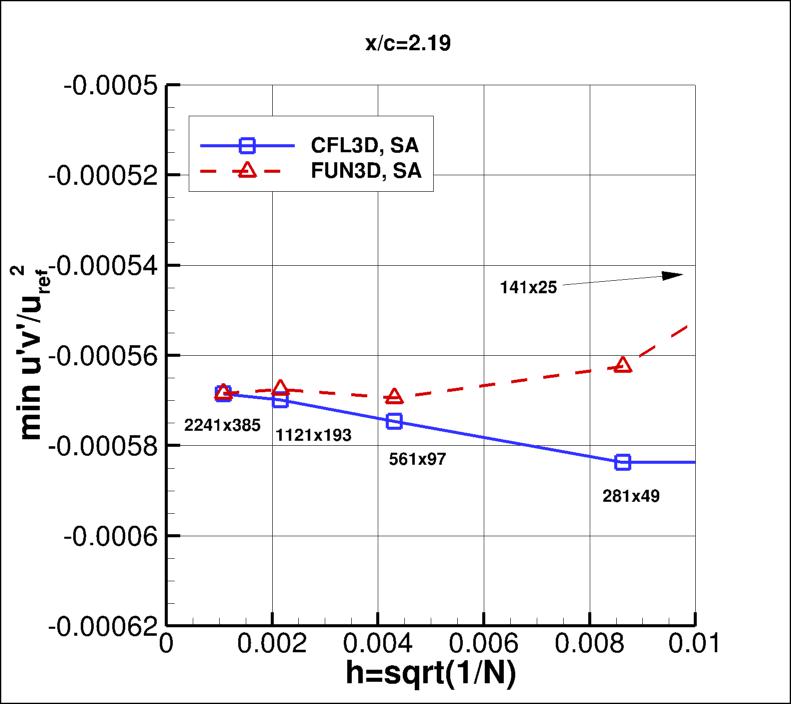 x/c=2.19
-0.0005
CFL3D, SA
FUN3D, SA
-0.00052
-0.00054
141x25
min u'v'/u_ref^2
-0.00056
2241x385
1121x193
-0.00058
561x97
281x49
-0.0006
-0.00062
0 0.002 0.004 0.006 0.008 0.01
h=sqrt(1/N)